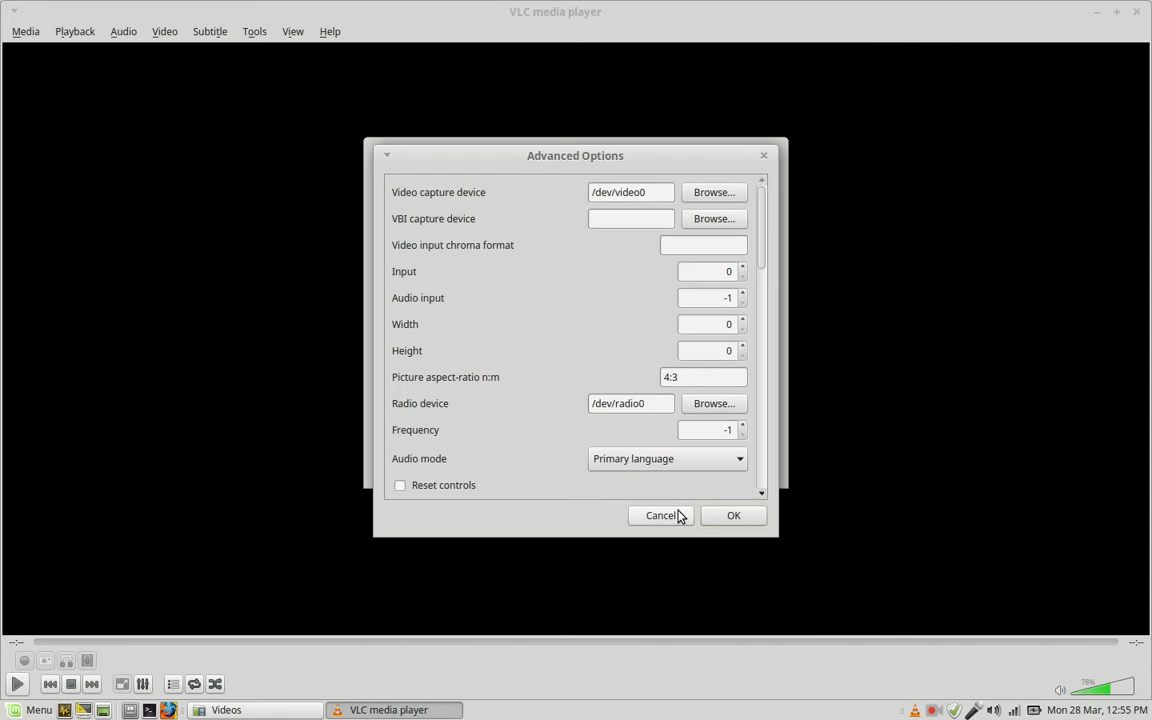 VLC media player
Media Playback Audio Video Subtitle Tools View Help
Advanced Options
Video capture device /dev/video0 Browse...
VBI capture device Browse...
Video input chroma format
Input 0
Audio input -1
Width 0
Height 0
Picture aspect-ratio n:m 4:3
Radio device /dev/radio0 Browse...
Frequency -1
Audio mode Primary language
Reset controls
Cancel OK
--:-- --:--
78%
Menu Videos VLC media player Mon 28 Mar, 12:55 PM